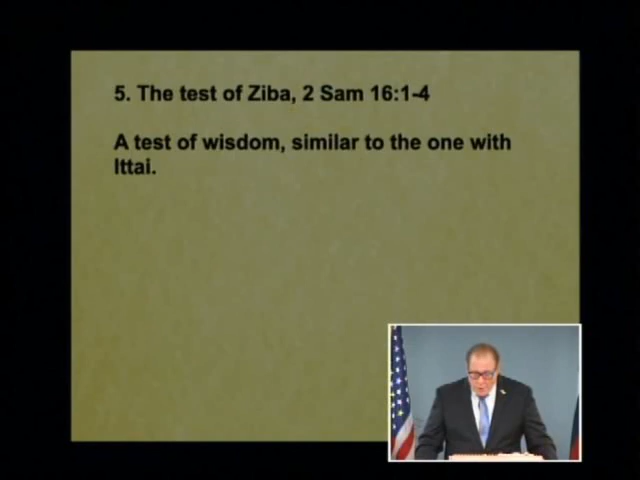 5. The test of Ziba, 2 Sam 16:1-4
A test of wisdom, similar to the one with
Ittai.